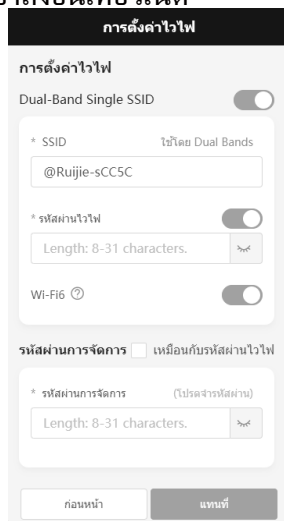 การตั้งค่าไวไฟ
การตั้งค่าไวไฟ
Dual-Band Single SSID
* SSID ใช้โดย Dual Bands
@Ruijie-sCC5C
* รหัสผ่านไวไฟ
Length: 8-31 characters.
Wi-Fi6 ?
รหัสผ่านการจัดการ เหมือนกับรหัสผ่านไวไฟ
* รหัสผ่านการจัดการ (โปรดจำรหัสผ่าน)
Length: 8-31 characters.
ก่อนหน้า แทนที่